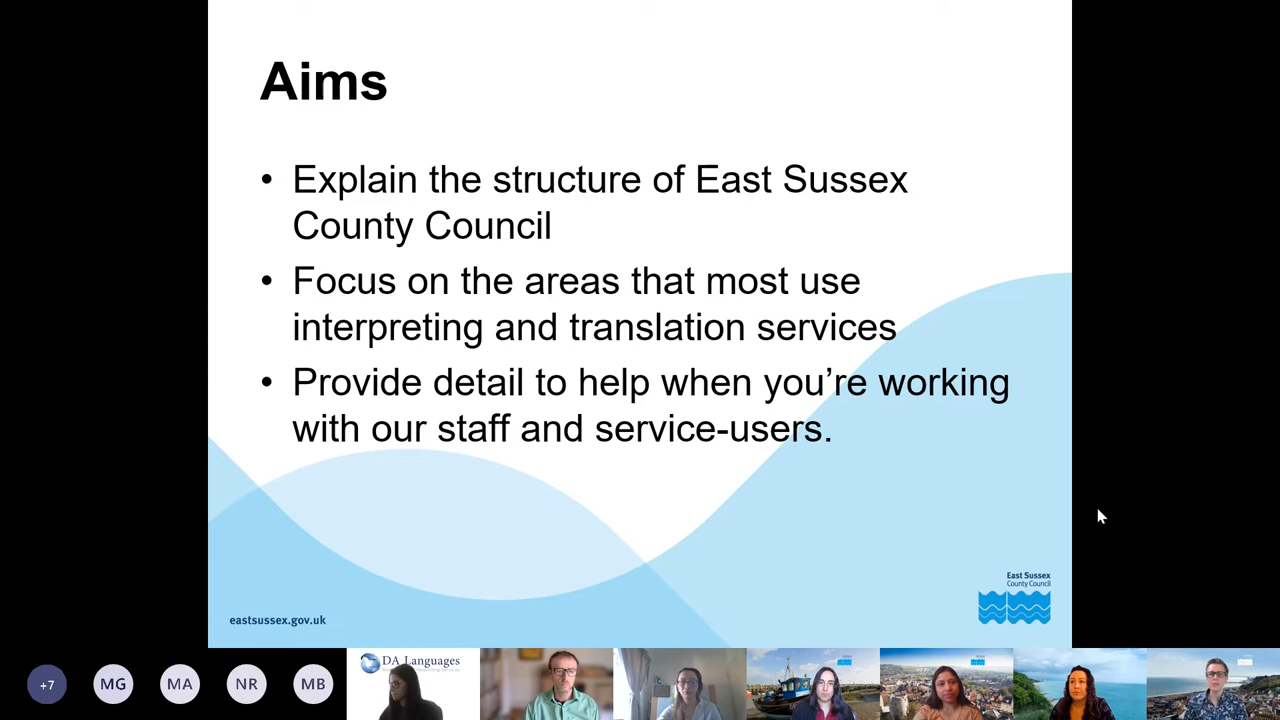 Aims
• Explain the structure of East Sussex
County Council
• Focus on the areas that most use
interpreting and translation services
• Provide detail to help when you’re working
with our staff and service-users.
eastsussex.gov.uk
East Sussex
County Council
+7
MG
MA
NR
MB
DA Languages